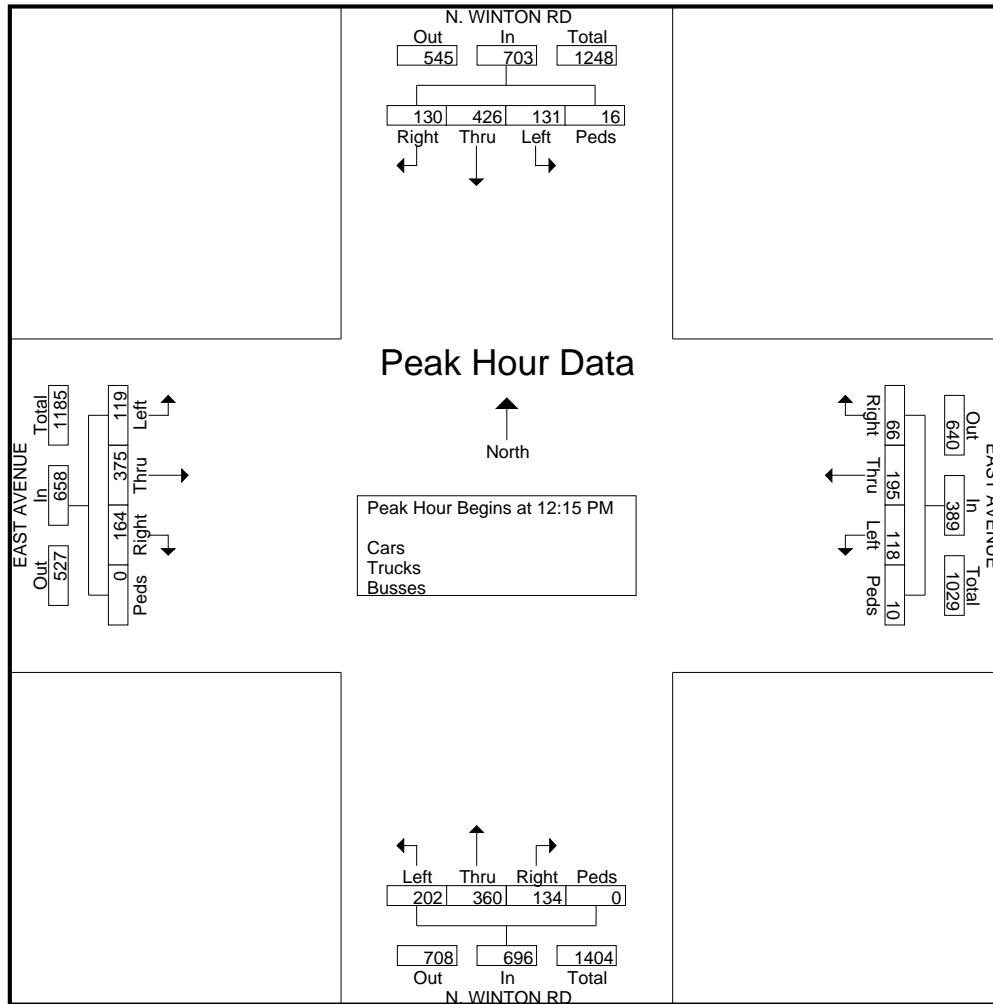 N. WINTON RD
Out In Total
545 703 1248
130 426 131 16
Right Thru Left Peds
Peak Hour Data
North
Peak Hour Begins at 12:15 PM
Cars
Trucks
Busses
EAST AVENUE
Out In Total
527 658 1185
Peds Right Thru Left
0 164 375 119
EAST AVENUE
Out In Total
640 389 1029
Right Thru Left Peds
66 195 118 10
Left Thru Right Peds
202 360 134 0
708 696 1404
Out In Total
N. WINTON RD